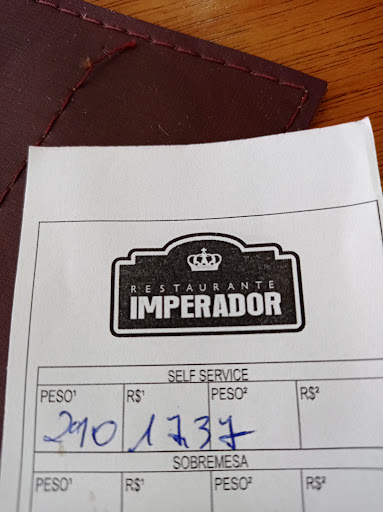 RESTAURANTE
IMPERADOR
SELF SERVICE
PESO¹ R$¹ PESO² R$²
290 1737
SOBREMESA
PESO¹ R$¹ PESO² R$²